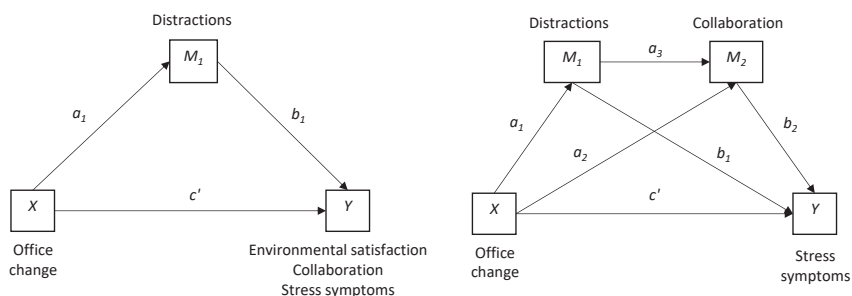 Distractions
M1
a1
b1
c'
X
Y
Office
change
Environmental satisfaction
Collaboration
Stress symptoms
Distractions
Collaboration
M1
a3
M2
a1
a2
b1
b2
c'
X
Y
Office
change
Stress
symptoms